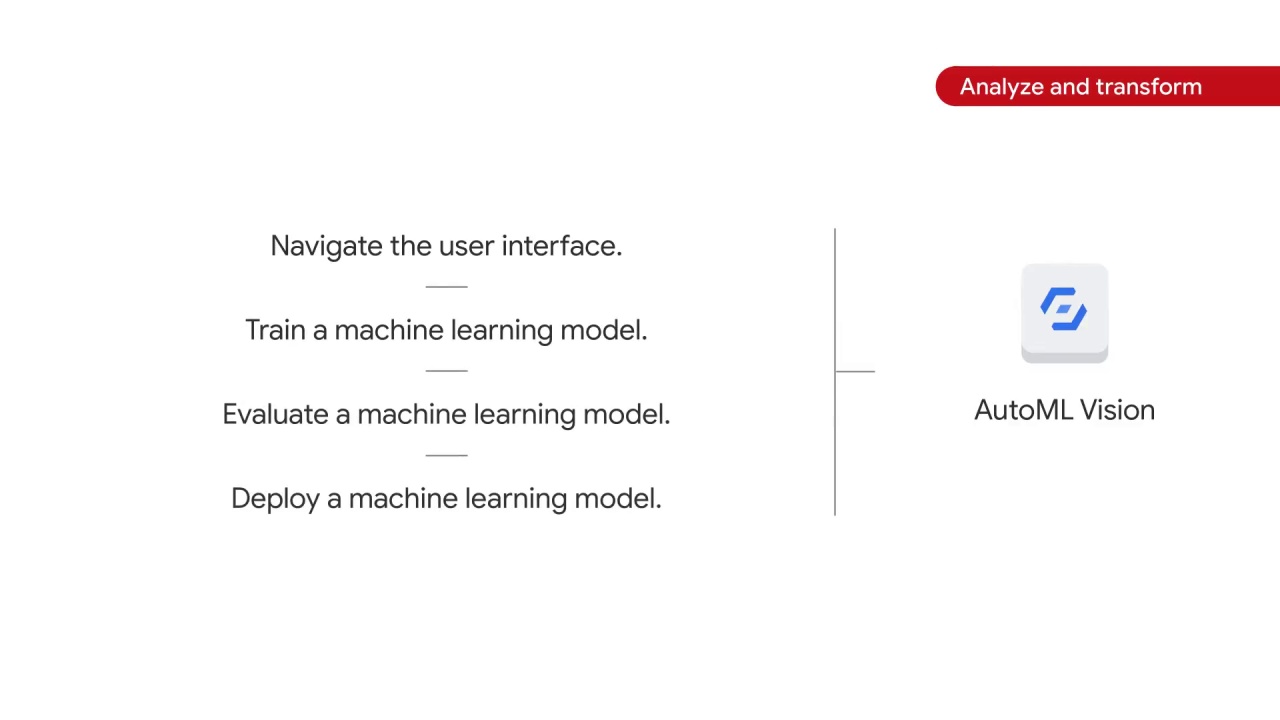 Analyze and transform
Navigate the user interface.
Train a machine learning model.
Evaluate a machine learning model.
Deploy a machine learning model.
AutoML Vision